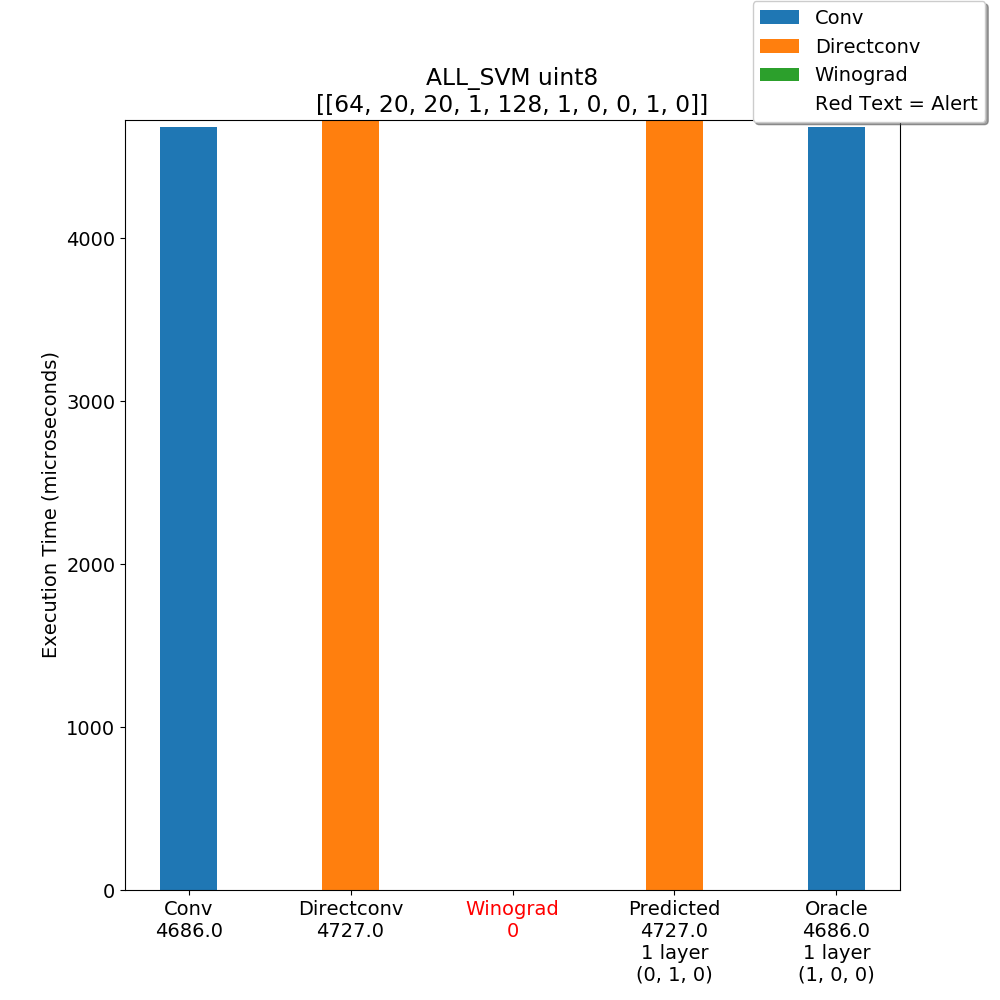 Conv
Directconv
Winograd
Red Text = Alert
ALL_SVM uint8
[[64, 20, 20, 1, 128, 1, 0, 0, 1, 0]]
Execution Time (microseconds)
4000
3000
2000
1000
0
Conv
4686.0
Directconv
4727.0
Winograd
0
Predicted
4727.0
1 layer
(0, 1, 0)
Oracle
4686.0
1 layer
(1, 0, 0)